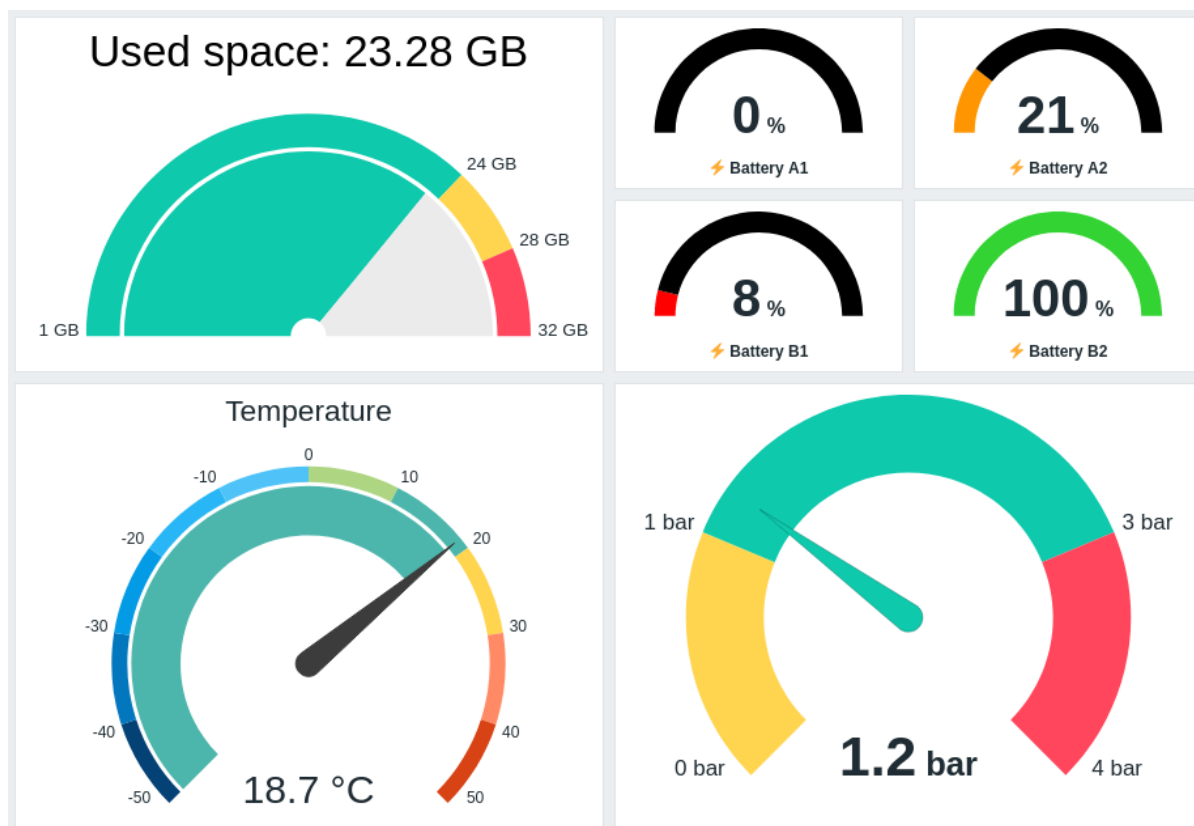 Used space: 23.28 GB
24 GB
28 GB
1 GB
32 GB
0 %
⚡ Battery A1
21 %
⚡ Battery A2
8 %
⚡ Battery B1
100 %
⚡ Battery B2
Temperature
0
-10
10
-20
20
-30
30
-40
40
-50
50
18.7 °C
1 bar
3 bar
0 bar
4 bar
1.2 bar